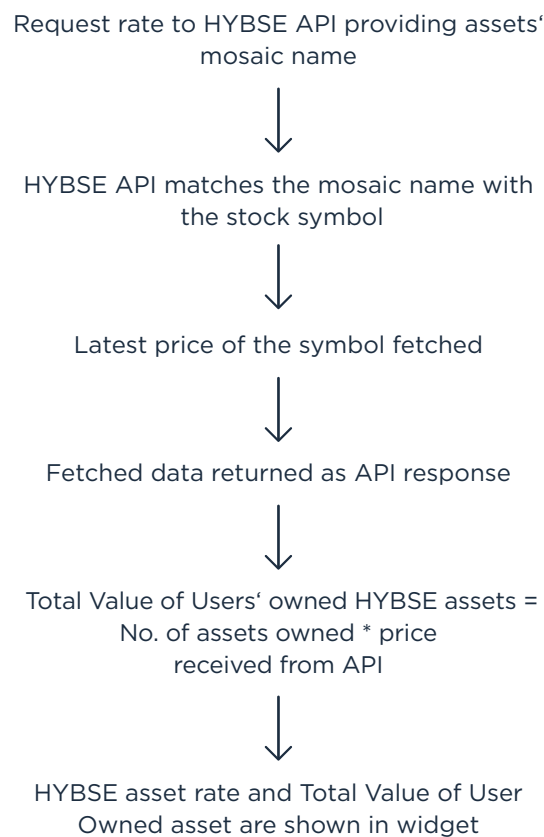 Request rate to HYBSE API providing assets‘
mosaic name
HYBSE API matches the mosaic name with
the stock symbol
Latest price of the symbol fetched
Fetched data returned as API response
Total Value of Users‘ owned HYBSE assets =
No. of assets owned * price
received from API
HYBSE asset rate and Total Value of User
Owned asset are shown in widget